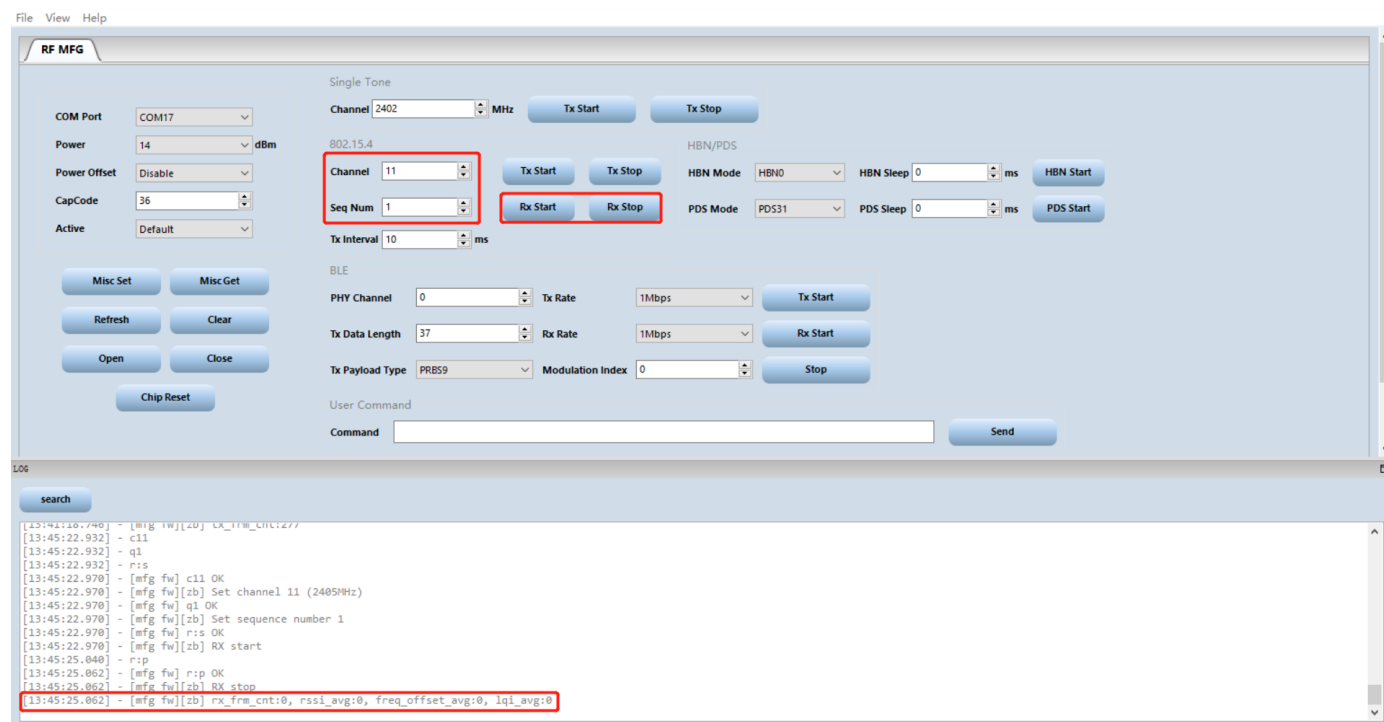 File View Help
RF MFG
Single Tone
Channel 2402 MHz Tx Start Tx Stop
COM Port COM17
Power 14 dBm
Power Offset Disable
CapCode 36
Active Default
Misc Set Misc Get
Refresh Clear
Open Close
Chip Reset
802.15.4
Channel 11 Tx Start Tx Stop
Seq Num 1 Rx Start Rx Stop
Tx Interval 10 ms
HBN/PDS
HBN Mode HBN0 HBN Sleep 0 ms HBN Start
PDS Mode PDS31 PDS Sleep 0 ms PDS Start
BLE
PHY Channel 0 Tx Rate 1Mbps Tx Start
Tx Data Length 37 Rx Rate 1Mbps Rx Start
Tx Payload Type PRBS9 Modulation Index 0 Stop
User Command
Command Send
LOG
search
[13:41:18.746] - [mfg fw][zb] tx_frm_cnt:277
[13:45:22.932] - c11
[13:45:22.932] - q1
[13:45:22.932] - r:s
[13:45:22.970] - [mfg fw] c11 OK
[13:45:22.970] - [mfg fw][zb] Set channel 11 (2405MHz)
[13:45:22.970] - [mfg fw] q1 OK
[13:45:22.970] - [mfg fw][zb] Set sequence number 1
[13:45:22.970] - [mfg fw] r:s OK
[13:45:22.970] - [mfg fw][zb] RX start
[13:45:25.040] - r:p
[13:45:25.062] - [mfg fw] r:p OK
[13:45:25.062] - [mfg fw][zb] RX stop
[13:45:25.062] - [mfg fw][zb] rx_frm_cnt:0, rssi_avg:0, freq_offset_avg:0, lqi_avg:0